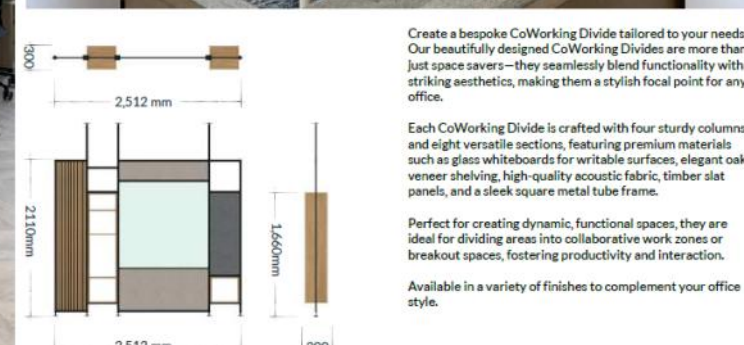 300
2,512 mm
2110mm
1,660mm
Create a bespoke CoWorking Divide tailored to your needs
Our beautifully designed CoWorking Divides are more than
just space savers—they seamlessly blend functionality with
striking aesthetics, making them a stylish focal point for any
office.
Each CoWorking Divide is crafted with four sturdy columns
and eight versatile sections, featuring premium materials
such as glass whiteboards for writable surfaces, elegant oak
veneer shelving, high-quality acoustic fabric, timber slat
panels, and a sleek square metal tube frame.
Perfect for creating dynamic, functional spaces, they are
ideal for dividing areas into collaborative work zones or
breakout spaces, fostering productivity and interaction.
Available in a variety of finishes to complement your office
style.